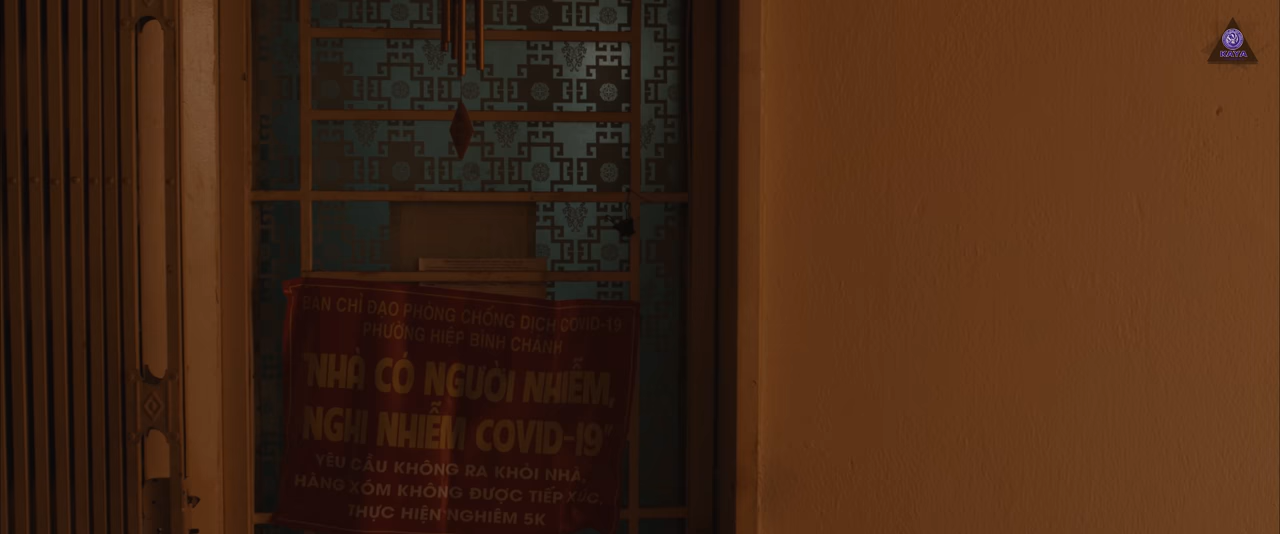 KATA
BAN CHỈ ĐẠO PHÒNG CHỐNG DỊCH COVID-19
PHƯỜNG HIỆP BÌNH CHÁNH
"NHÀ CÓ NGƯỜI NHIỄM,
NGHI NHIỄM COVID-19"
YÊU CẦU KHÔNG RA KHỎI NHÀ,
HÀNG XÓM KHÔNG ĐƯỢC TIẾP XÚC,
THỰC HIỆN NGHIÊM 5K